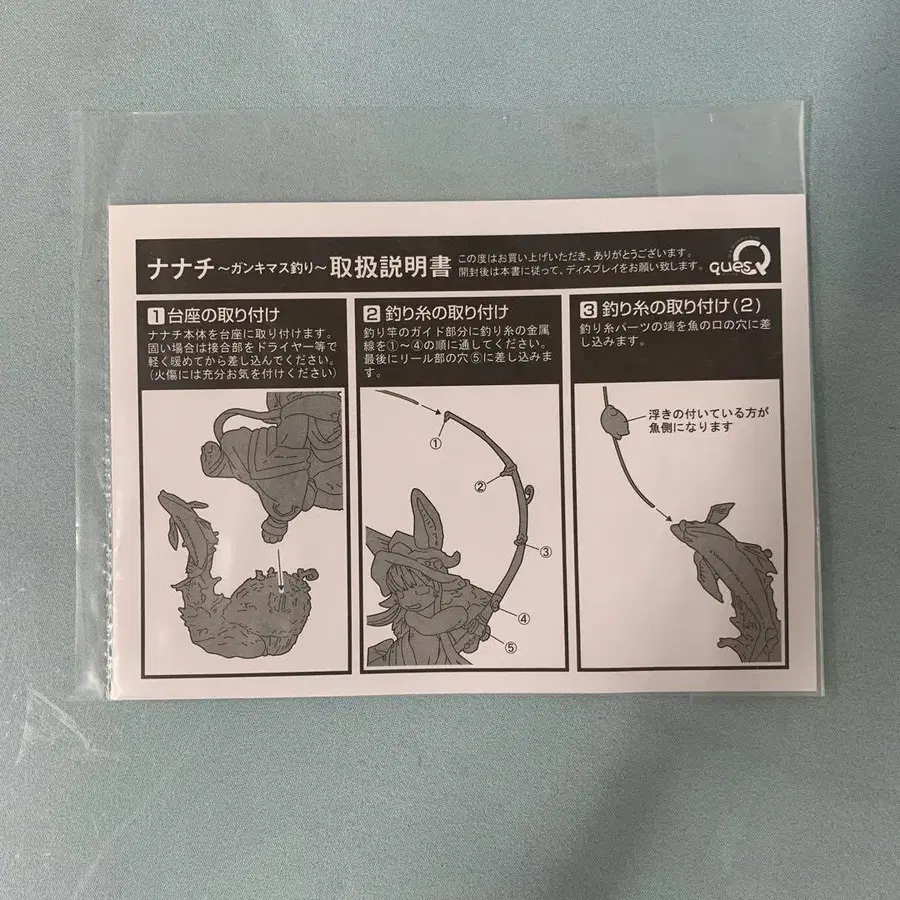 ナナチ～ガンキマス釣り～取扱説明書
この度はお買い上げいただき、ありがとうございます。
開封後は本書に従って、ディスプレイをお願い致します。
quesQ
1 台座の取り付け
ナナチ本体を台座に取り付けます。
固い場合は接合部をドライヤー等で
軽く暖めてから差し込んでください。
(火傷には充分お気を付けください)
2 釣り糸の取り付け
釣り竿のガイド部分に釣り糸の金属
線を①～④の順に通してください。
最後にリール部の穴⑤に差し込みま
す。
①
②
③
④
⑤
3 釣り糸の取り付け(2)
釣り糸パーツの端を魚の口の穴に差
し込みます。
浮きの付いている方が
魚側になります